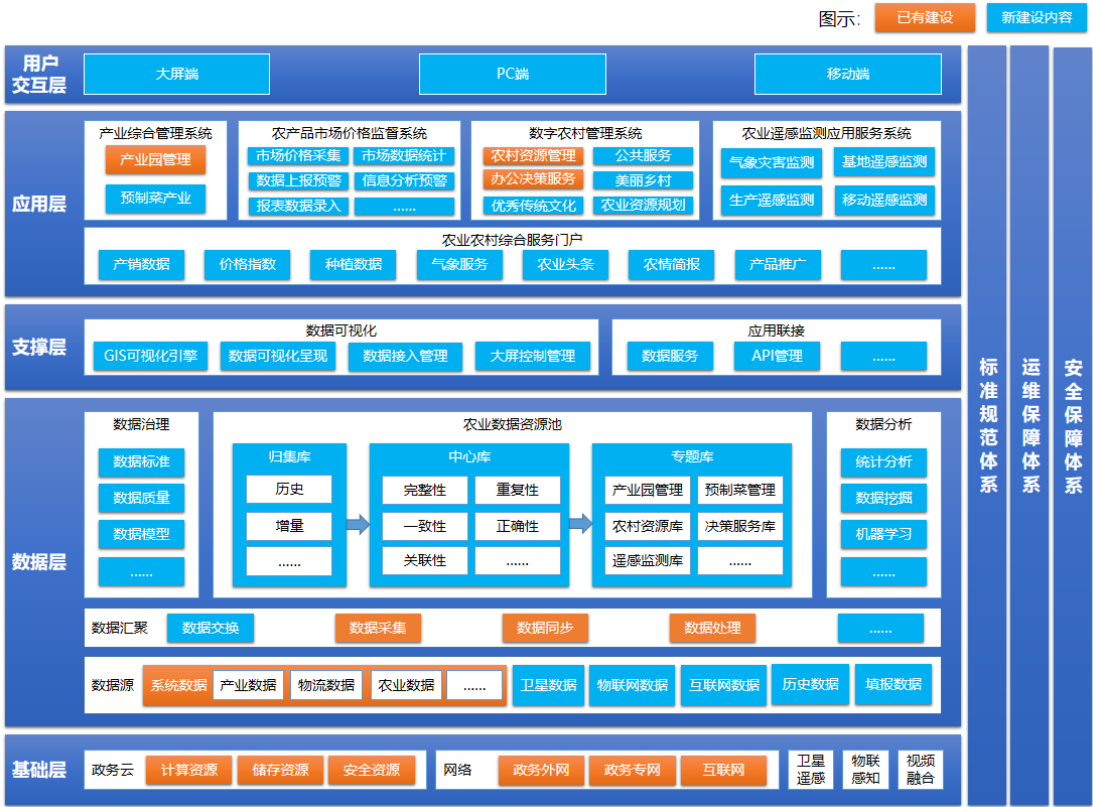 图示:
已有建设
新建设内容
用户
交互层
大屏端
PC端
移动端
应用层
产业综合管理系统
产业园管理
预制菜产业
农产品市场价格监督系统
市场价格采集 市场数据统计
数据上报预警 信息分析预警
报表数据录入 ......
数字农村管理系统
农村资源管理 公共服务
办公决策服务 美丽乡村
优秀传统文化 农业资源规划
农业遥感监测应用服务系统
气象灾害监测 基地遥感监测
生产遥感监测 移动遥感监测
农业农村综合服务门户
产销数据 价格指数 种植数据 气象服务 农业头条 农情简报 产品推广 ......
支撑层
数据可视化
GIS可视化引擎 数据可视化呈现 数据接入管理 大屏控制管理
应用联接
数据服务 API管理 ......
数据层
数据治理
数据标准
数据质量
数据模型
......
农业数据资源池
归集库
历史
增量
......
中心库
完整性 重复性
一致性 正确性
关联性 ......
专题库
产业园管理 预制菜管理
农村资源库 决策服务库
遥感监测库 ......
数据分析
统计分析
数据挖掘
机器学习
......
数据汇聚 数据交换 数据采集 数据同步 数据处理 ......
数据源 系统数据 产业数据 物流数据 农业数据 ...... 卫星数据 物联网数据 互联网数据 历史数据 填报数据
基础层
政务云 计算资源 储存资源 安全资源
网络 政务外网 政务专网 互联网
卫星
遥感
物联
感知
视频
融合
标准规范体系
运维保障体系
安全保障体系